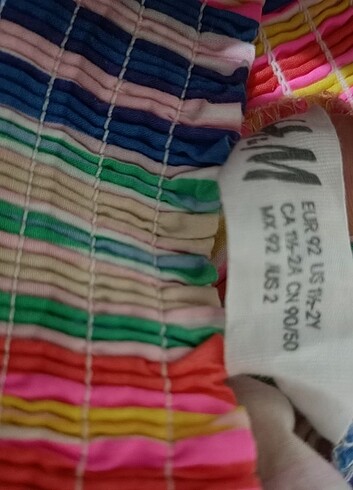 H&M
EUR 92 US 1½-2Y
CA 1½-2A CN 90/50
MX 92 AUS 2